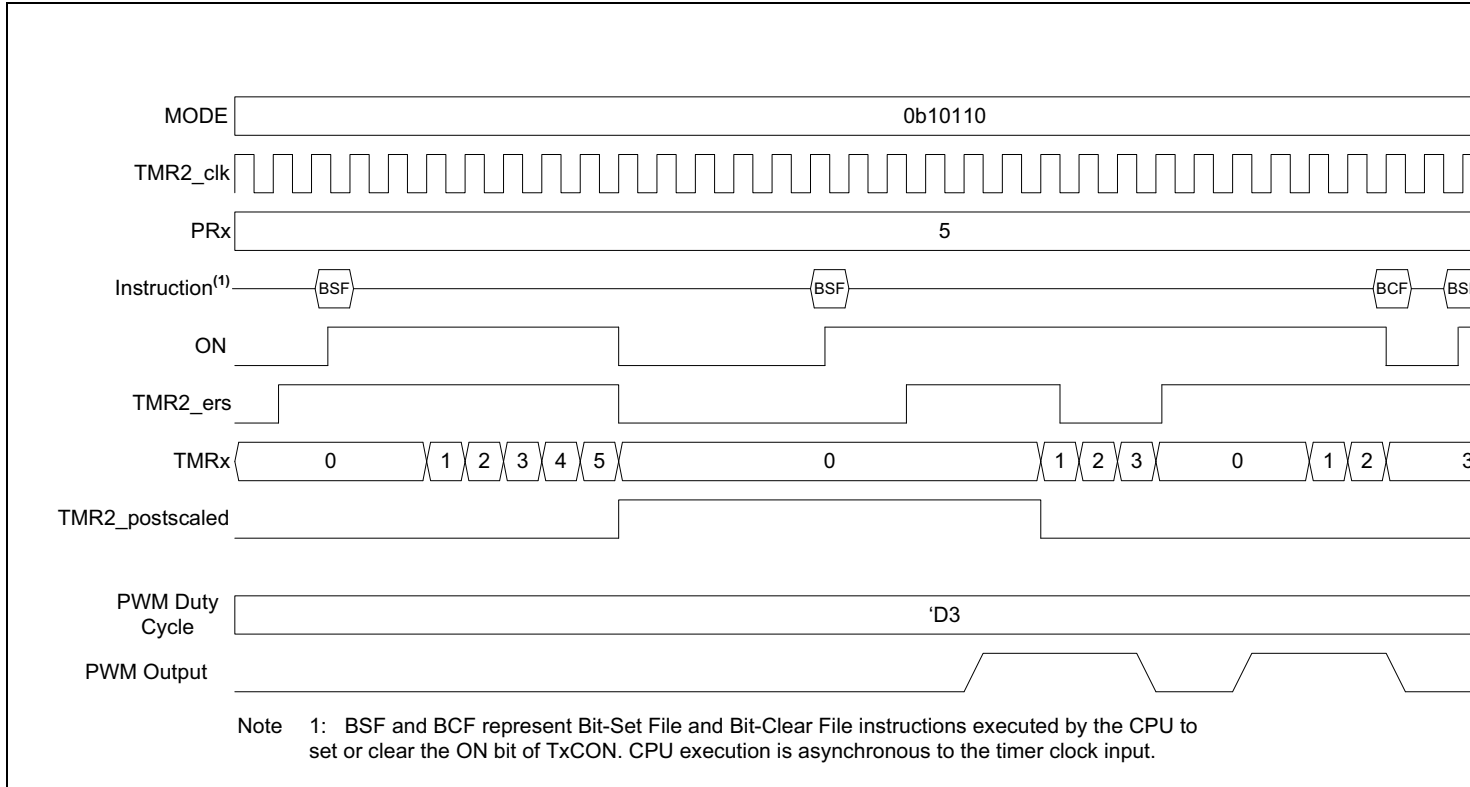 MODE 0b10110
TMR2_clk
PRx 5
Instruction(1) BSF BSF BCF
ON
TMR2_ers
TMRx 0 1 2 3 4 5 0 1 2 3 0 1 2
TMR2_postscaled
PWM Duty
Cycle
‘D3
PWM Output
Note 1: BSF and BCF represent Bit-Set File and Bit-Clear File instructions executed by the CPU to
set or clear the ON bit of TxCON. CPU execution is asynchronous to the timer clock input.